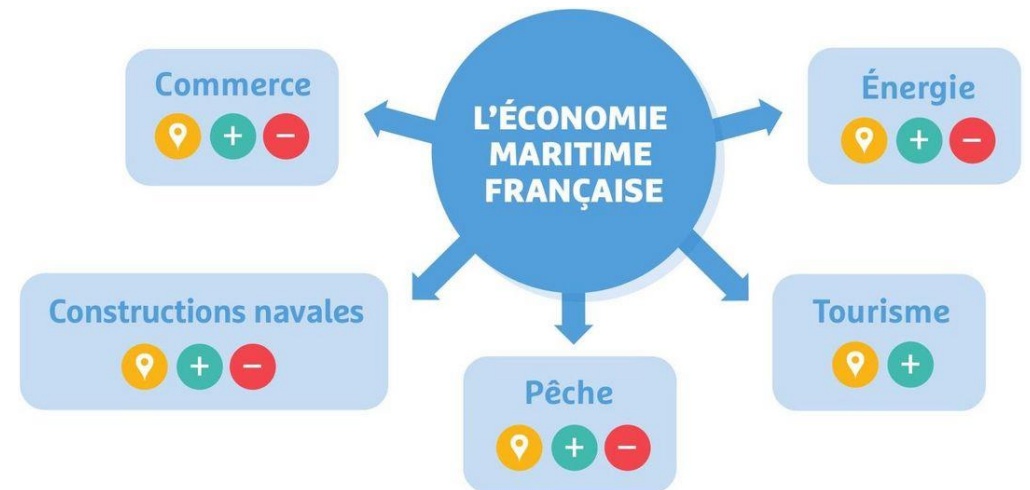 L'ÉCONOMIE
MARITIME
FRANÇAISE
Commerce
+ −
Énergie
+ −
Constructions navales
+ −
Tourisme
+
Pêche
+ −